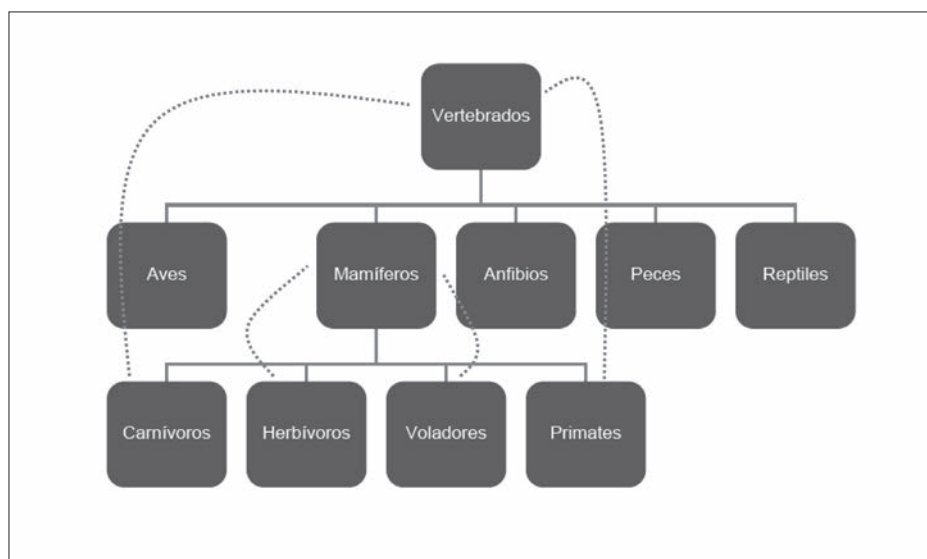 Vertebrados
Aves
Mamíferos
Anfibios
Peces
Reptiles
Carnívoros
Herbívoros
Voladores
Primates